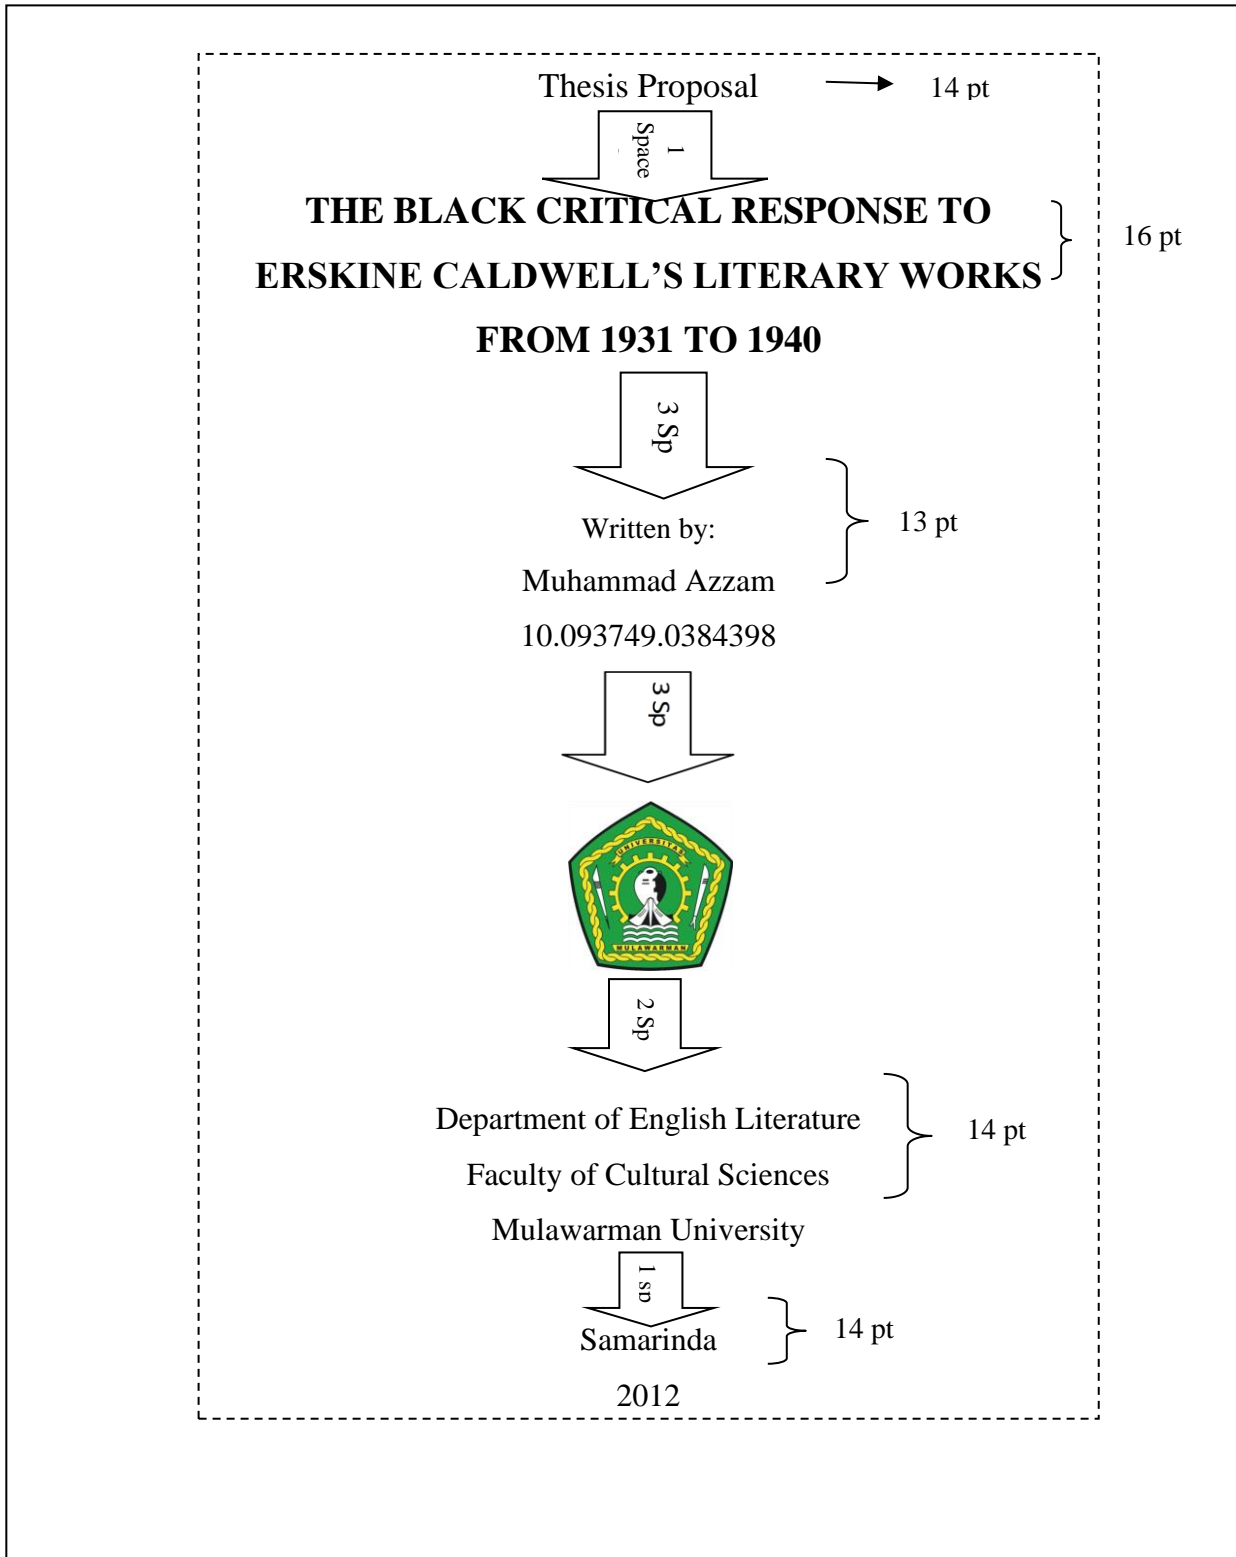 Thesis Proposal
14 pt
1
Space
THE BLACK CRITICAL RESPONSE TO
ERSKINE CALDWELL’S LITERARY WORKS
FROM 1931 TO 1940
16 pt
3 Sp
Written by:
Muhammad Azzam
10.093749.0384398
13 pt
3 Sp
UNIVERSITAS
MULAWARMAN
2 Sp
Department of English Literature
Faculty of Cultural Sciences
Mulawarman University
14 pt
1 sp
Samarinda
2012
14 pt